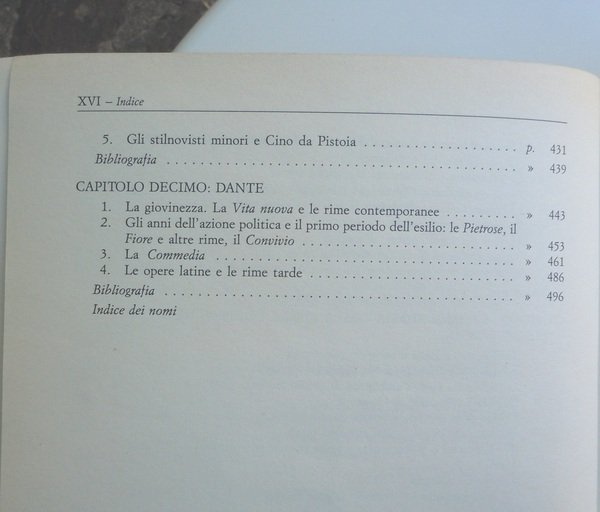 XVI – Indice
5. Gli stilnovisti minori e Cino da Pistoia . . . . . . . . . . . . . . . . . . p. 431
Bibliografia . . . . . . . . . . . . . . . . . . . . . . . . . . . . . . . . . . . . . . » 439
CAPITOLO DECIMO: DANTE
1. La giovinezza. La Vita nuova e le rime contemporanee . . . . . . . . . » 443
2. Gli anni dell'azione politica e il primo periodo dell'esilio: le Pietrose, il
Fiore e altre rime, il Convivio . . . . . . . . . . . . . . . . . . . . . . . . » 453
3. La Commedia . . . . . . . . . . . . . . . . . . . . . . . . . . . . . . . . . » 461
4. Le opere latine e le rime tarde . . . . . . . . . . . . . . . . . . . . . . . » 486
Bibliografia . . . . . . . . . . . . . . . . . . . . . . . . . . . . . . . . . . . . . . » 496
Indice dei nomi